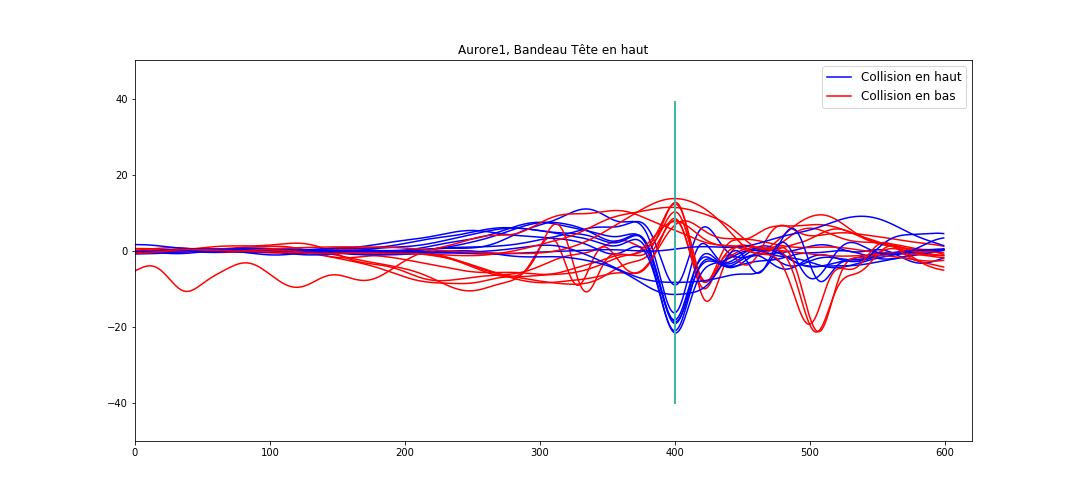 Aurore1, Bandeau Tête en haut
Collision en haut
Collision en bas
40
20
0
−20
−40
0 100 200 300 400 500 600